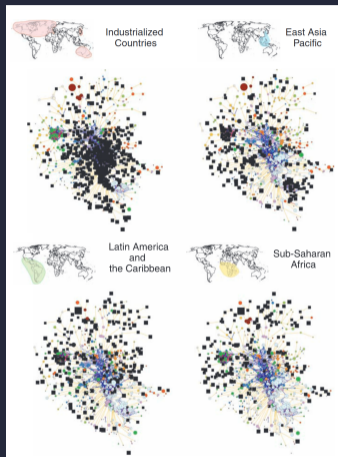 Industrialized
Countries
East Asia
Pacific
Latin America
and
the Caribbean
Sub-Saharan
Africa